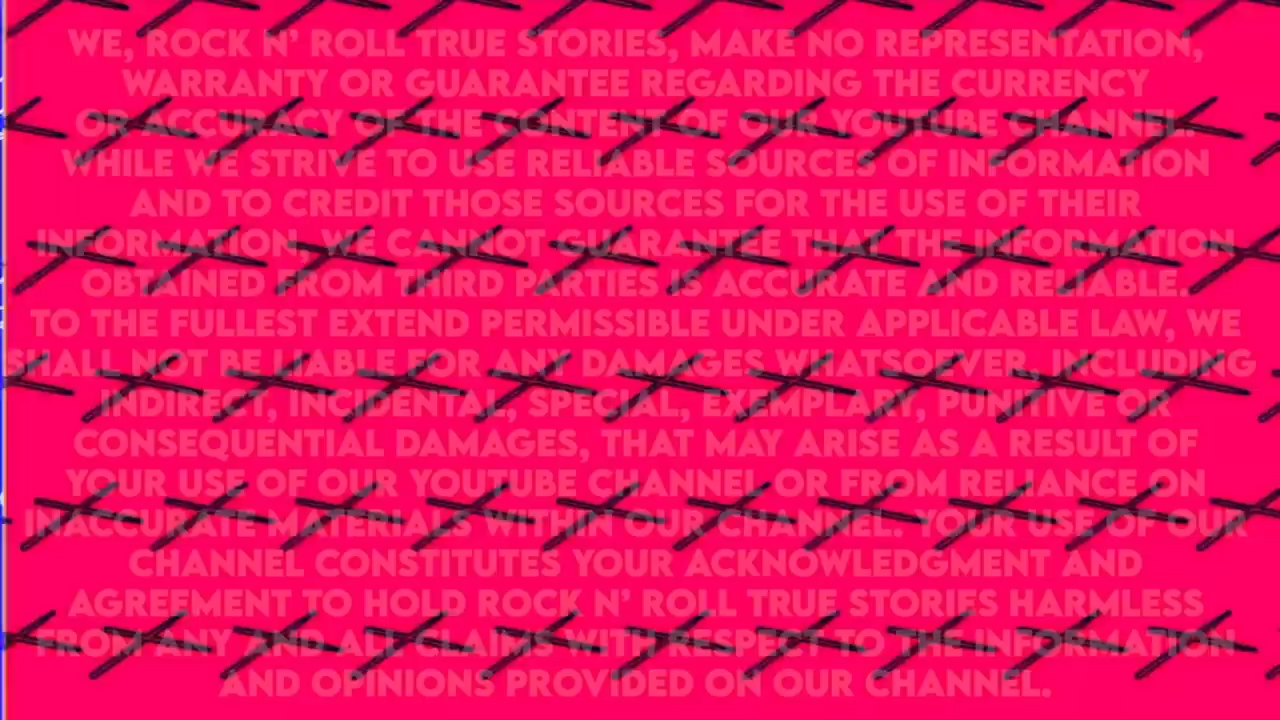 WE, ROCK N' ROLL TRUE STORIES, MAKE NO REPRESENTATION,
WARRANTY OR GUARANTEE REGARDING THE CURRENCY
OR ACCURACY OF THE CONTENT OF OUR YOUTUBE CHANNEL.
WHILE WE STRIVE TO USE RELIABLE SOURCES OF INFORMATION
AND TO CREDIT THOSE SOURCES FOR THE USE OF THEIR
INFORMATION, WE CANNOT GUARANTEE THAT THE INFORMATION
OBTAINED FROM THIRD PARTIES IS ACCURATE AND RELIABLE.
TO THE FULLEST EXTEND PERMISSIBLE UNDER APPLICABLE LAW, WE
SHALL NOT BE LIABLE FOR ANY DAMAGES WHATSOEVER, INCLUDING
INDIRECT, INCIDENTAL, SPECIAL, EXEMPLARY, PUNITIVE OR
CONSEQUENTIAL DAMAGES, THAT MAY ARISE AS A RESULT OF
YOUR USE OF OUR YOUTUBE CHANNEL OR FROM RELIANCE ON
INACCURATE MATERIALS WITHIN OUR CHANNEL. YOUR USE OF OUR
CHANNEL CONSTITUTES YOUR ACKNOWLEDGMENT AND
AGREEMENT TO HOLD ROCK N' ROLL TRUE STORIES HARMLESS
FROM ANY AND ALL CLAIMS WITH RESPECT TO THE INFORMATION
AND OPINIONS PROVIDED ON OUR CHANNEL.